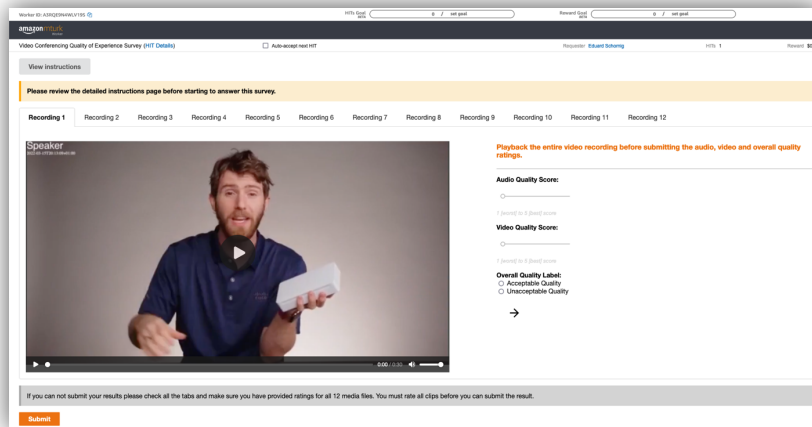 Worker ID: A3RQE9N4WLV195
HITs Goal
BETA
0 / set goal
Reward Goal
BETA
0 / set goal
amazon mturk
Worker
Video Conferencing Quality of Experience Survey (HIT Details)
Auto-accept next HIT
Requester Eduard Schornig
HITs 1
Reward $0
View instructions
Please review the detailed instructions page before starting to answer this survey.
Recording 1
Recording 2
Recording 3
Recording 4
Recording 5
Recording 6
Recording 7
Recording 8
Recording 9
Recording 10
Recording 11
Recording 12
Speaker
Playback the entire video recording before submitting the audio, video and overall quality
ratings.
Audio Quality Score:
1 [worst] to 5 [best] score
Video Quality Score:
1 [worst] to 5 [best] score
Overall Quality Label:
Acceptable Quality
Unacceptable Quality
0:00 / 0:30
If you can not submit your results please check all the tabs and make sure you have provided ratings for all 12 media files. You must rate all clips before you can submit the result.
Submit